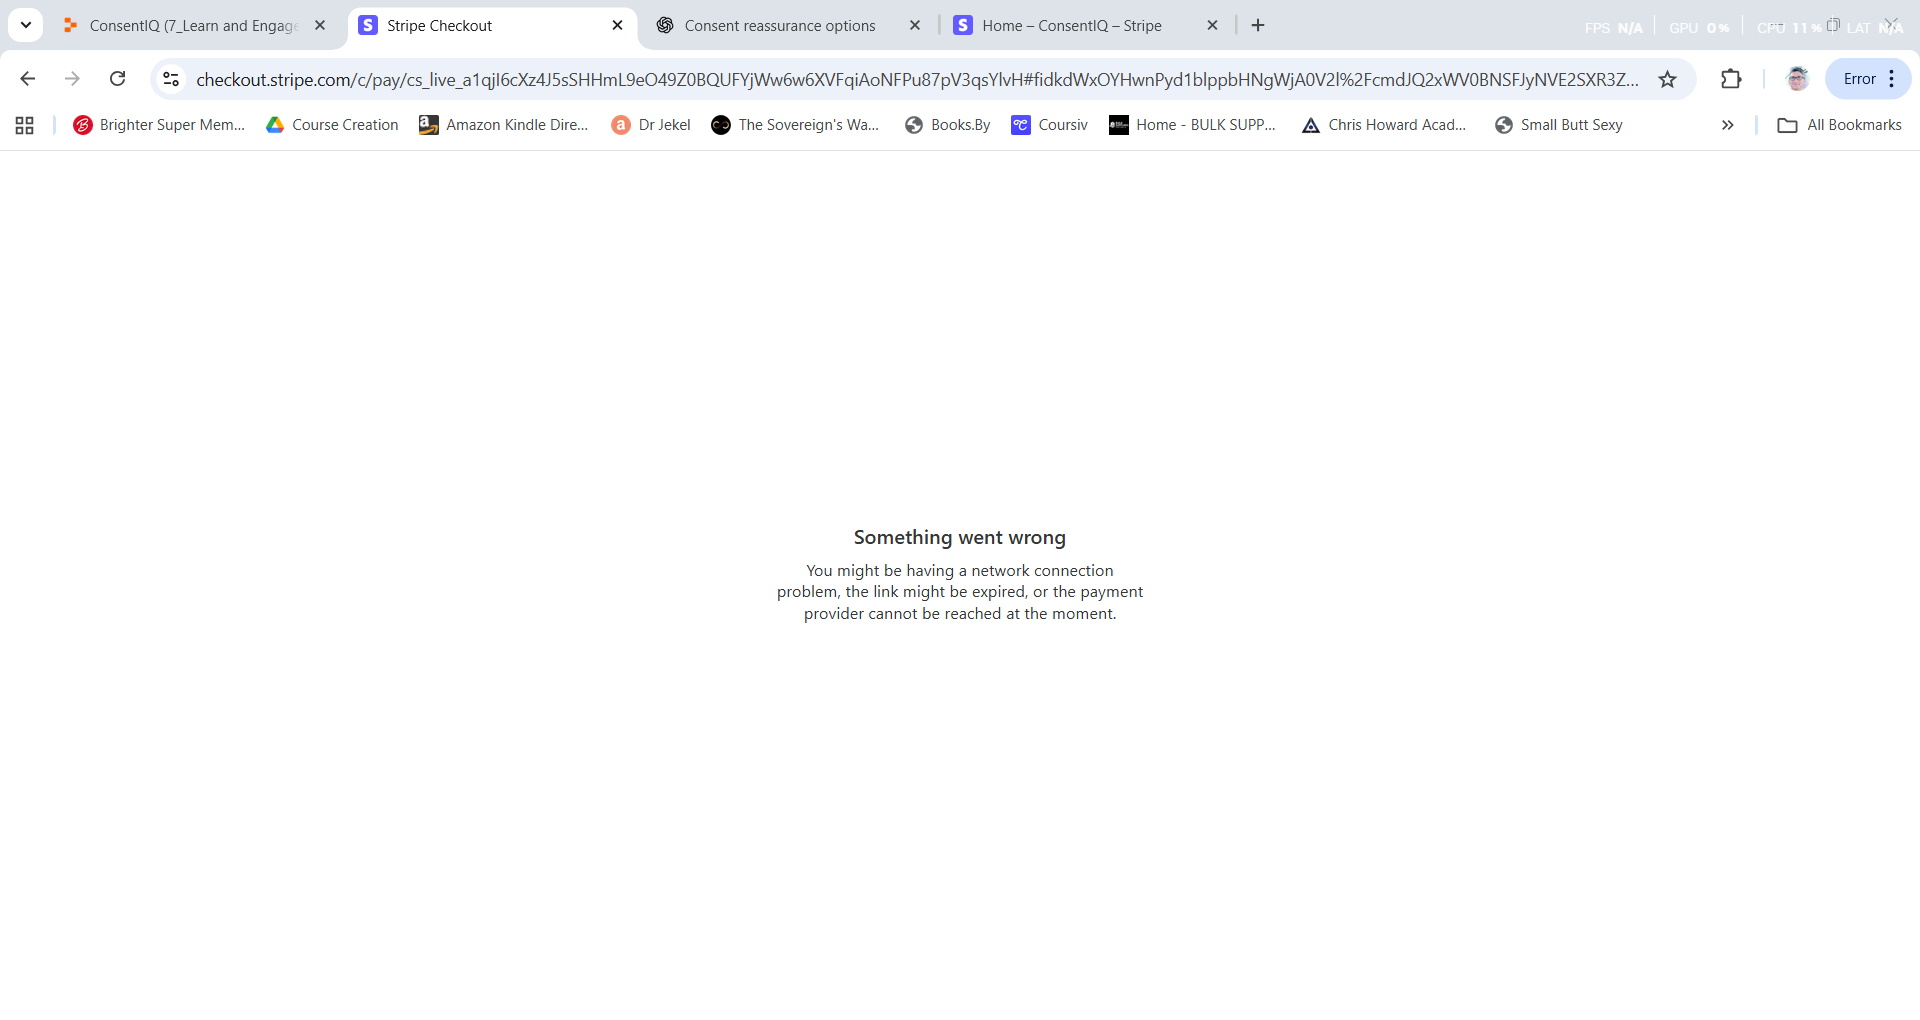 ConsentIQ (7_Learn and Engage
Stripe Checkout
Consent reassurance options
Home – ConsentIQ – Stripe
FPS N/A GPU 0% CPU 11% LAT N/A
checkout.stripe.com/c/pay/cs_live_a1qjI6cXz4J5sSHHmL9eO49Z0BQUFYjWw6w6XVFqiAoNFPu87pV3qsYlvH#fidkdWxOYHwnPyd1blppbHNgWjA0V2l%2FcmdJQ2xWV0BNSFJyNVE2SXR3Z...
Error
Brighter Super Mem...
Course Creation
Amazon Kindle Dire...
Dr Jekel
The Sovereign's Wa...
Books.By
Coursiv
Home - BULK SUPP...
Chris Howard Acad...
Small Butt Sexy
All Bookmarks
Something went wrong
You might be having a network connection
problem, the link might be expired, or the payment
provider cannot be reached at the moment.